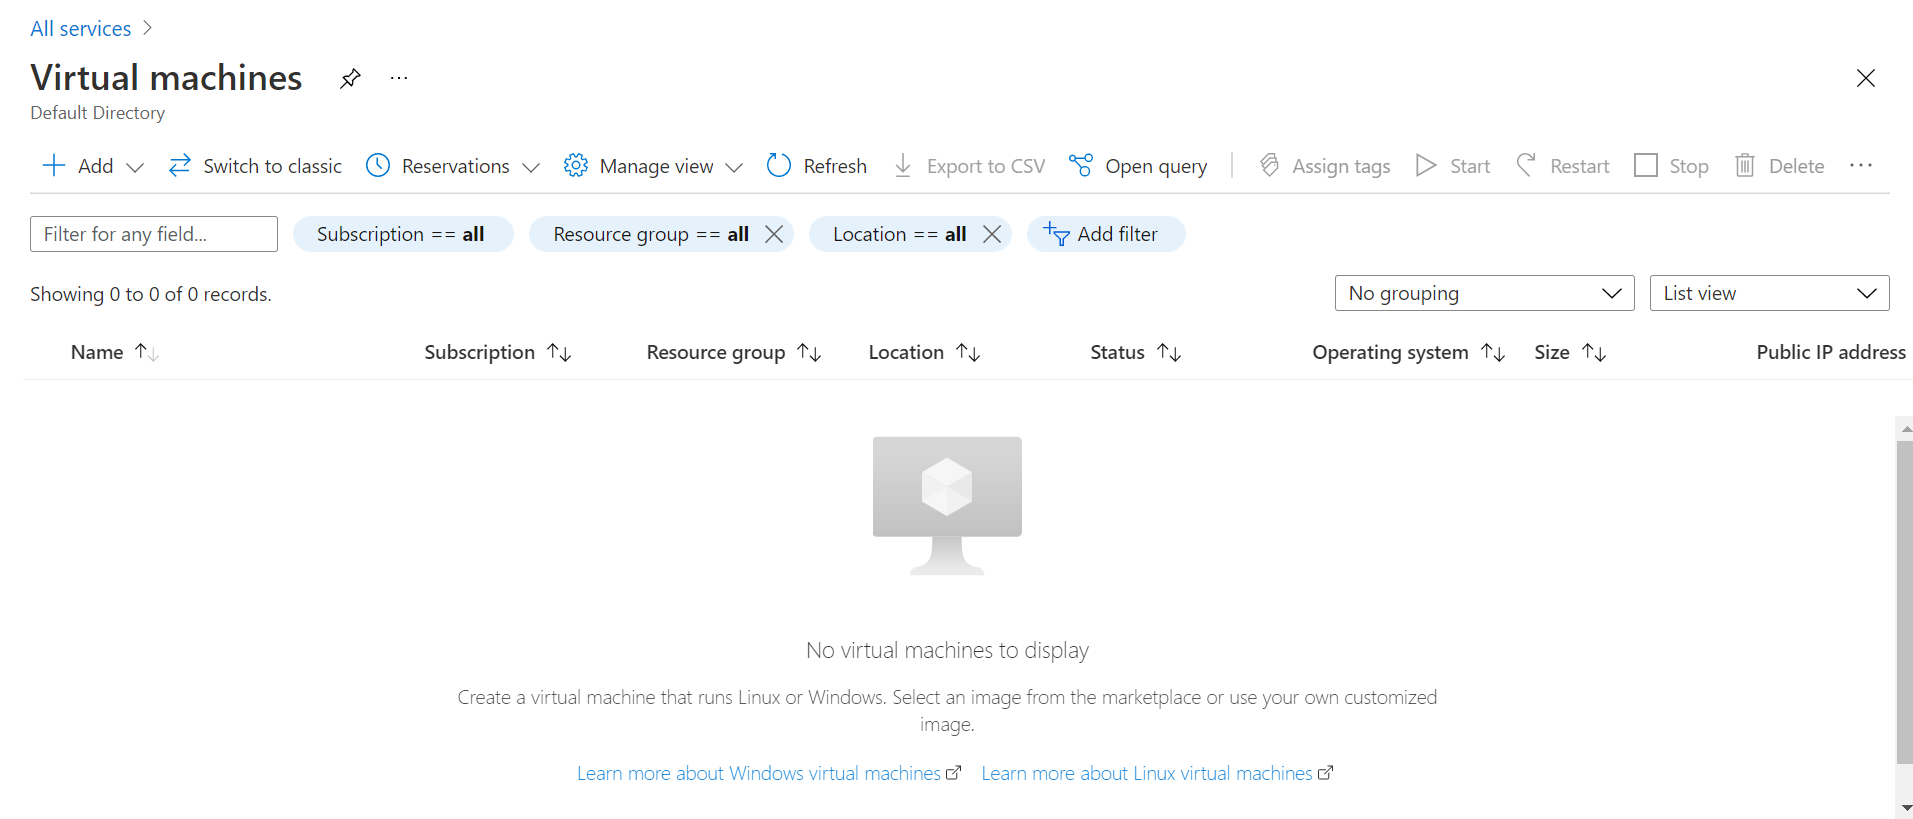 All services
Virtual machines
Default Directory
Add Switch to classic Reservations Manage view Refresh Export to CSV Open query Assign tags Start Restart Stop Delete
Filter for any field... Subscription == all Resource group == all Location == all Add filter
Showing 0 to 0 of 0 records. No grouping List view
Name Subscription Resource group Location Status Operating system Size Public IP address
No virtual machines to display
Create a virtual machine that runs Linux or Windows. Select an image from the marketplace or use your own customized
image.
Learn more about Windows virtual machines Learn more about Linux virtual machines